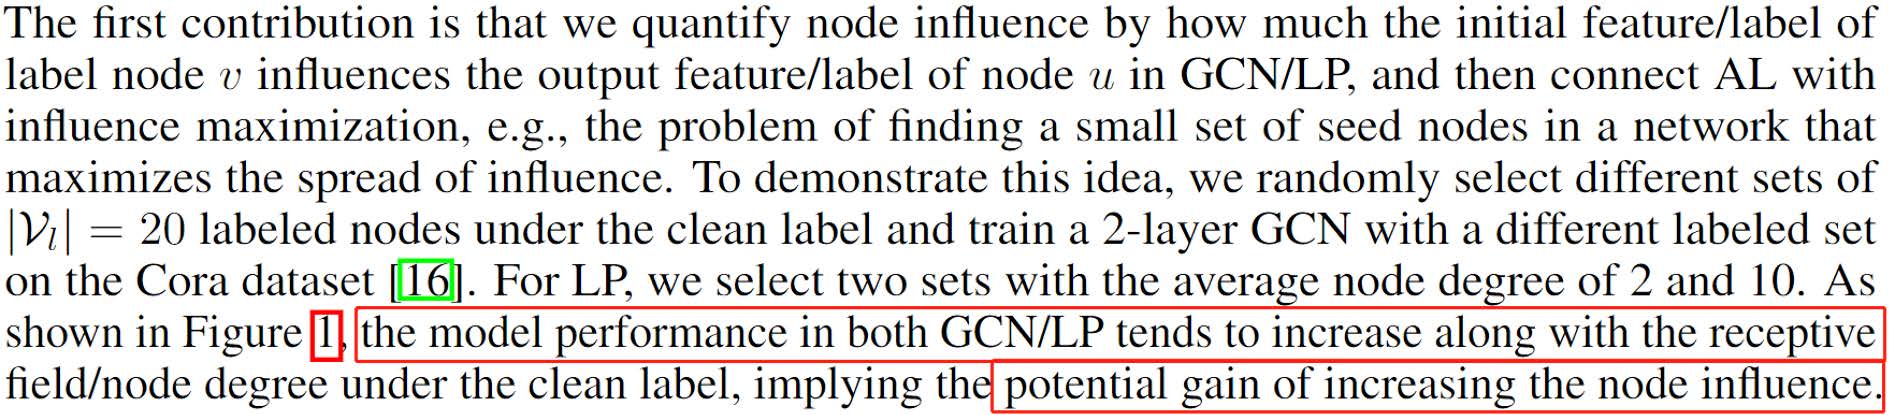 The first contribution is that we quantify node influence by how much the initial feature/label of
label node v influences the output feature/label of node u in GCN/LP, and then connect AL with
influence maximization, e.g., the problem of finding a small set of seed nodes in a network that
maximizes the spread of influence. To demonstrate this idea, we randomly select different sets of
|𝒱ₗ| = 20 labeled nodes under the clean label and train a 2-layer GCN with a different labeled set
on the Cora dataset [16]. For LP, we select two sets with the average node degree of 2 and 10. As
shown in Figure 1, the model performance in both GCN/LP tends to increase along with the receptive
field/node degree under the clean label, implying the potential gain of increasing the node influence.